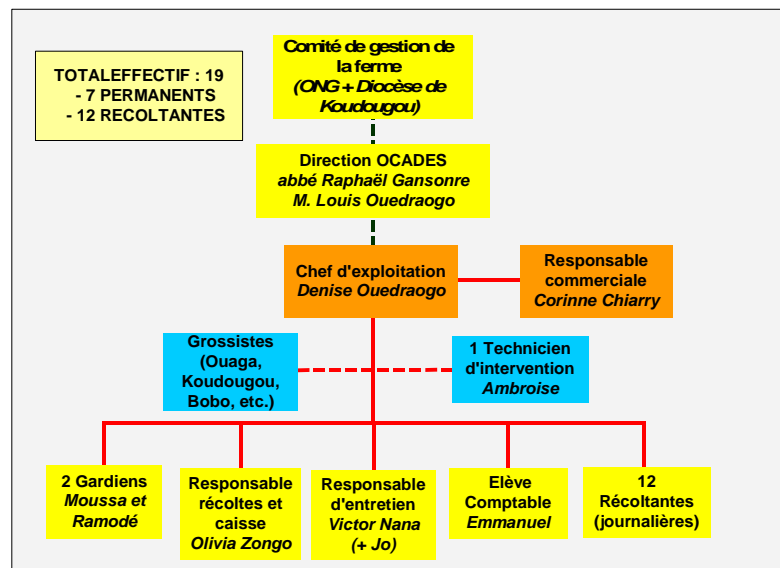 Comité de gestion de
la ferme
(ONG + Diocèse de
Koudougou)
TOTALEFFECTIF : 19
- 7 PERMANENTS
- 12 RECOLTANTES
Direction OCADES
abbé Raphaël Gansonre
M. Louis Ouedraogo
Chef d'exploitation
Denise Ouedraogo
Responsable
commerciale
Corinne Chiarry
Grossistes
(Ouaga,
Koudougou,
Bobo, etc.)
1 Technicien
d'intervention
Ambroise
2 Gardiens
Moussa et
Ramodé
Responsable
récoltes et
caisse
Olivia Zongo
Responsable
d'entretien
Victor Nana
(+ Jo)
Elève
Comptable
Emmanuel
12
Récoltantes
(journalières)